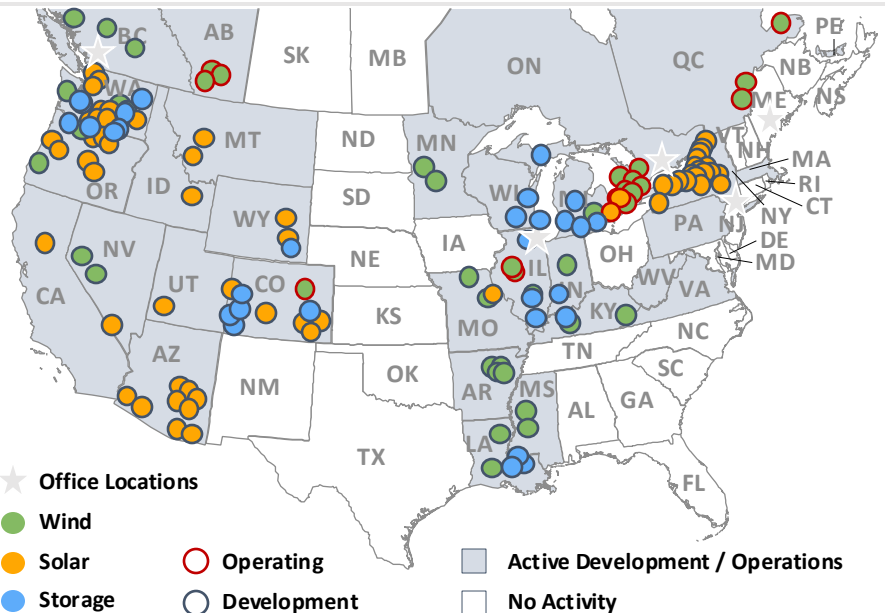 BC
AB
SK
MB
ON
QC
PE
NB
NS
ME
WA
MT
ND
MN
VT
NH
MA
RI
CT
OR
ID
WY
SD
WI
NY
NJ
DE
MD
PA
NV
NE
IA
IL
IN
OH
WV
VA
CA
UT
CO
KS
MO
KY
NC
AZ
NM
OK
AR
TN
SC
MS
AL
GA
TX
LA
FL
Office Locations
Wind
Solar
Operating
Active Development / Operations
Storage
Development
No Activity